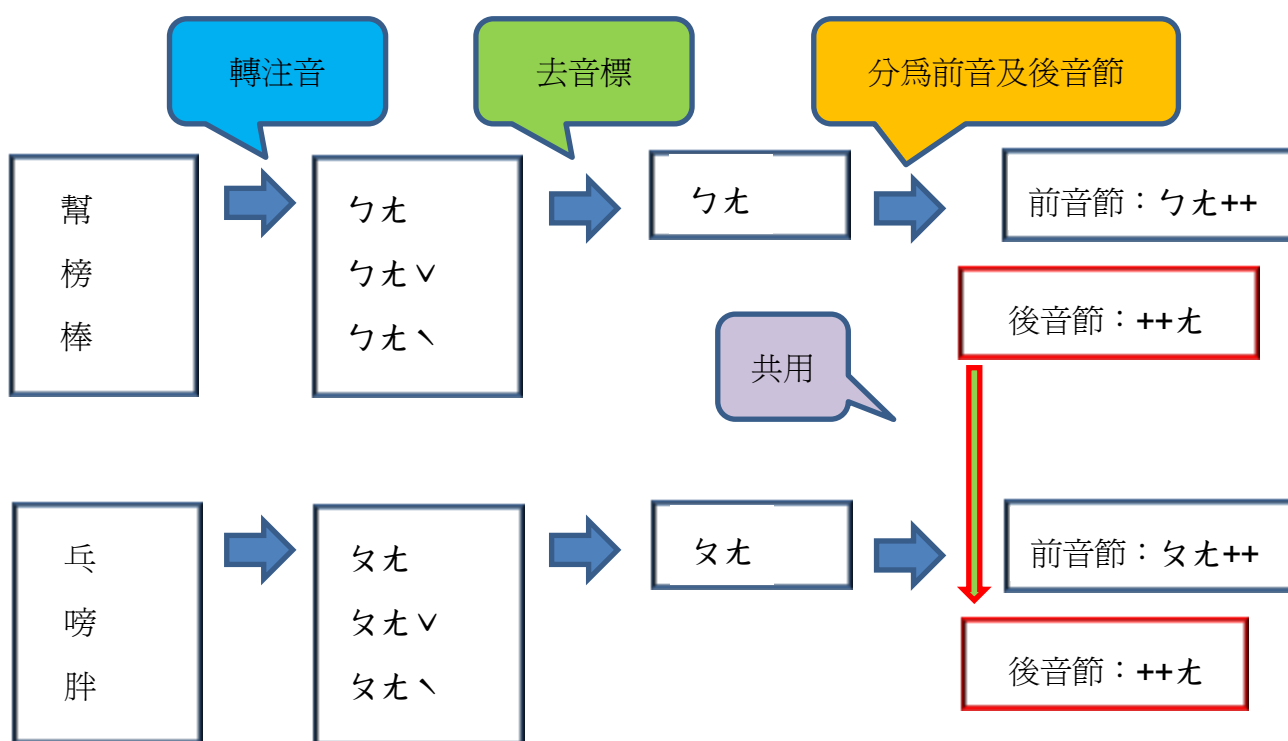 轉注音
去音標
分爲前音及後音節
幫
榜
棒
ㄅㄤ
ㄅㄤˇ
ㄅㄤˋ
ㄅㄤ
前音節：ㄅㄤ++
後音節：++ㄤ
共用
乓
嗙
胖
ㄆㄤ
ㄆㄤˇ
ㄆㄤˋ
ㄆㄤ
前音節：ㄆㄤ++
後音節：++ㄤ